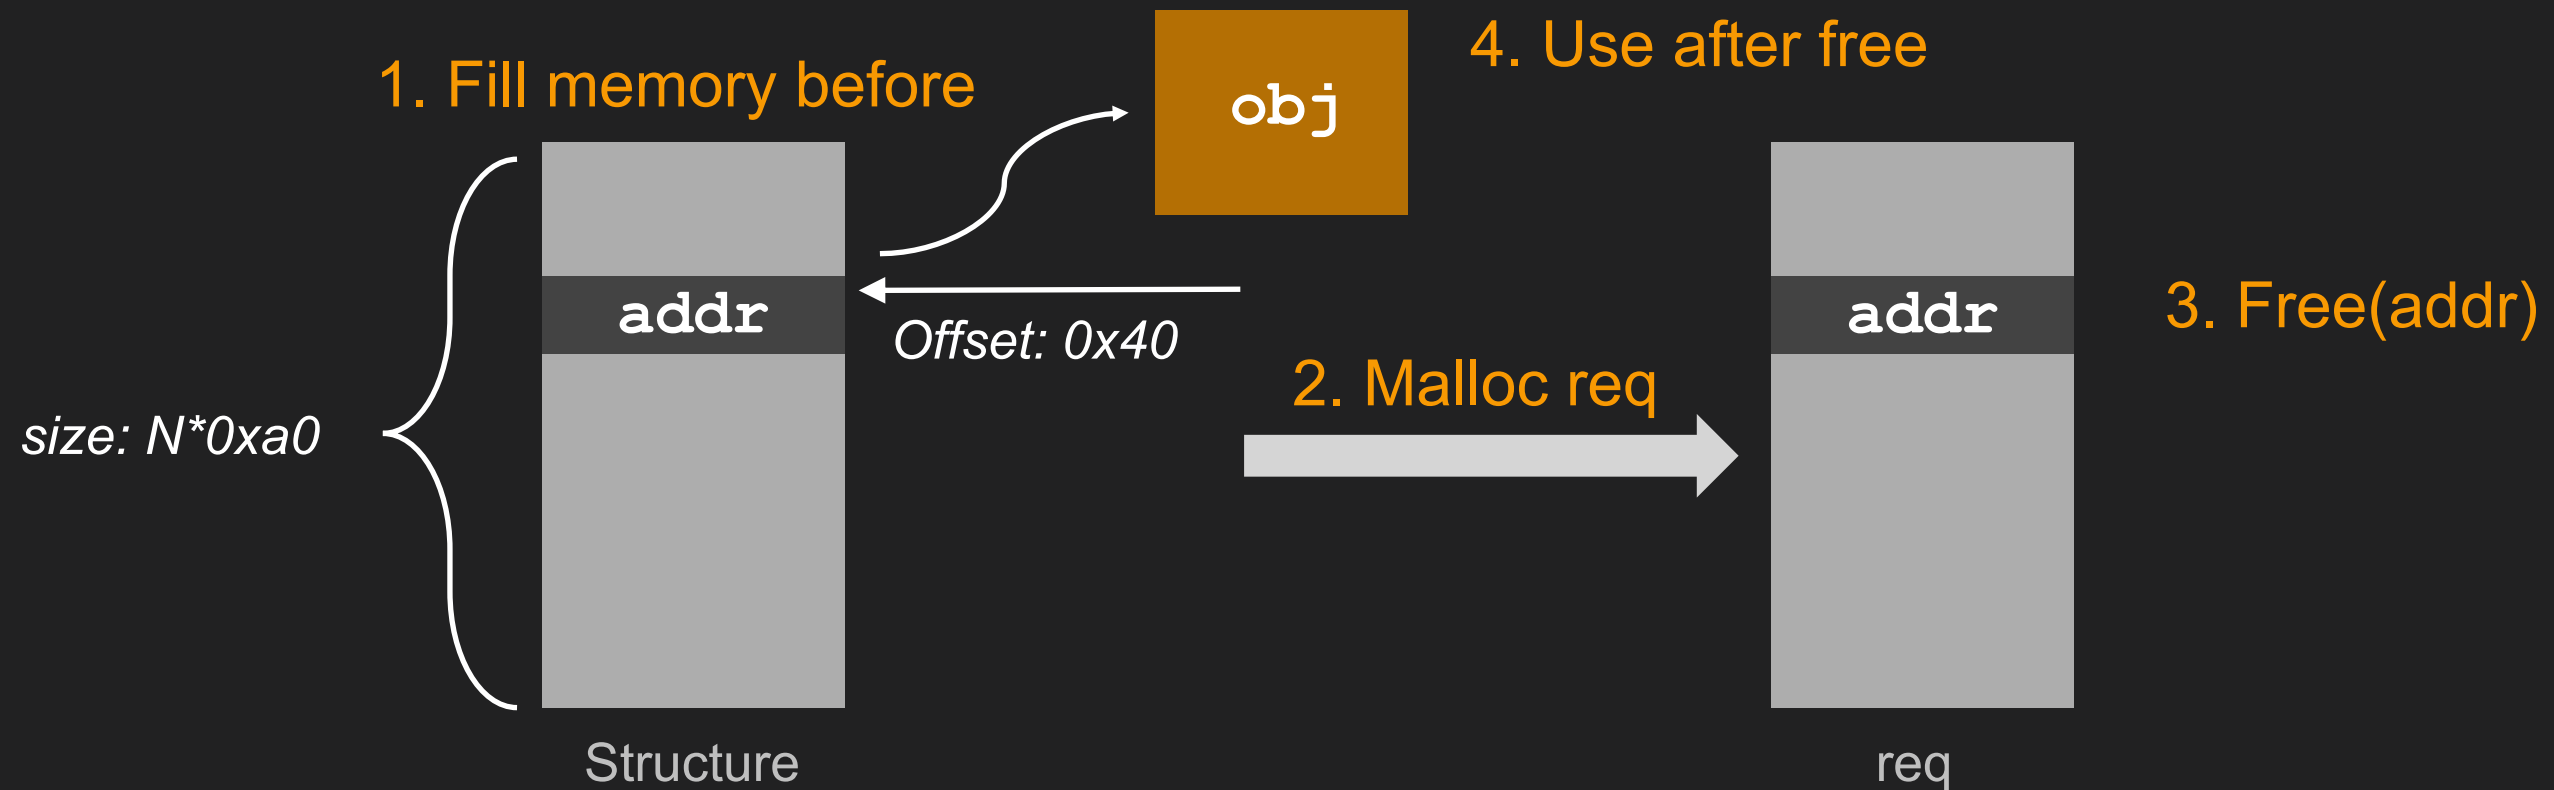 1. Fill memory before
obj
4. Use after free
addr
Offset: 0x40
addr
3. Free(addr)
2. Malloc req
size: N*0xa0
Structure
req